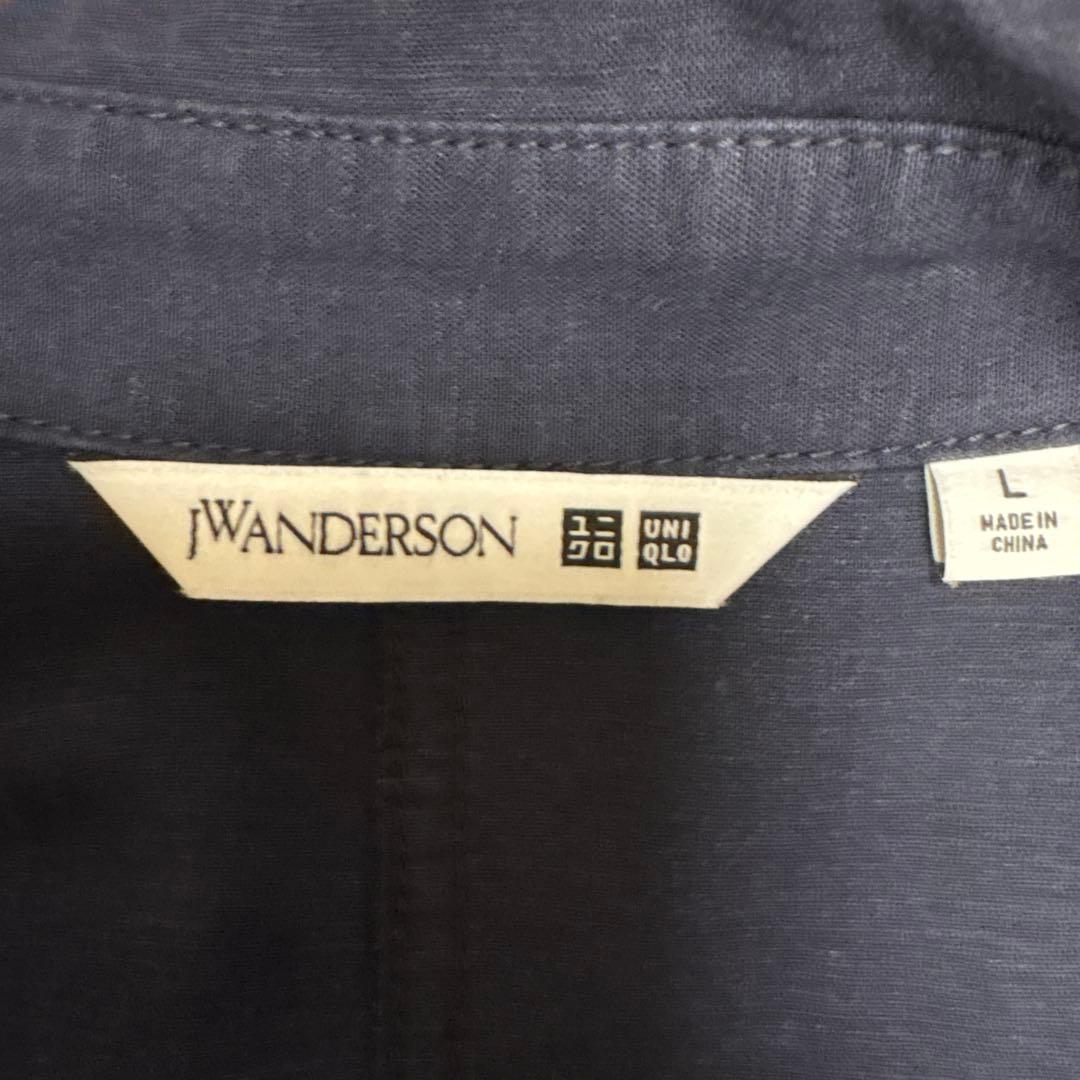 JWANDERSON
ユニ
クロ
UNI
QLO
L
MADE IN
CHINA